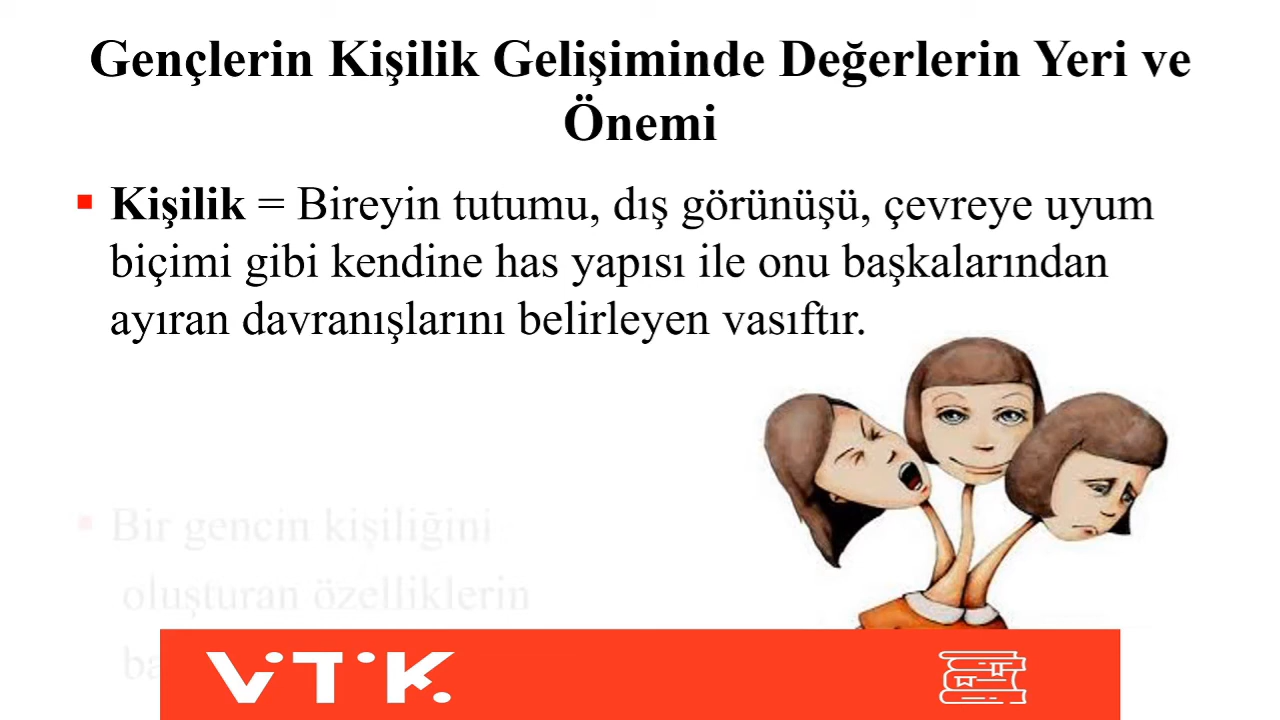 Gençlerin Kişilik Gelişiminde Değerlerin Yeri ve
Önemi
Kişilik = Bireyin tutumu, dış görünüşü, çevreye uyum
biçimi gibi kendine has yapısı ile onu başkalarından
ayıran davranışlarını belirleyen vasıftır.
Bir gencin kişiliğini
oluşturan özelliklerin
ViTiK.